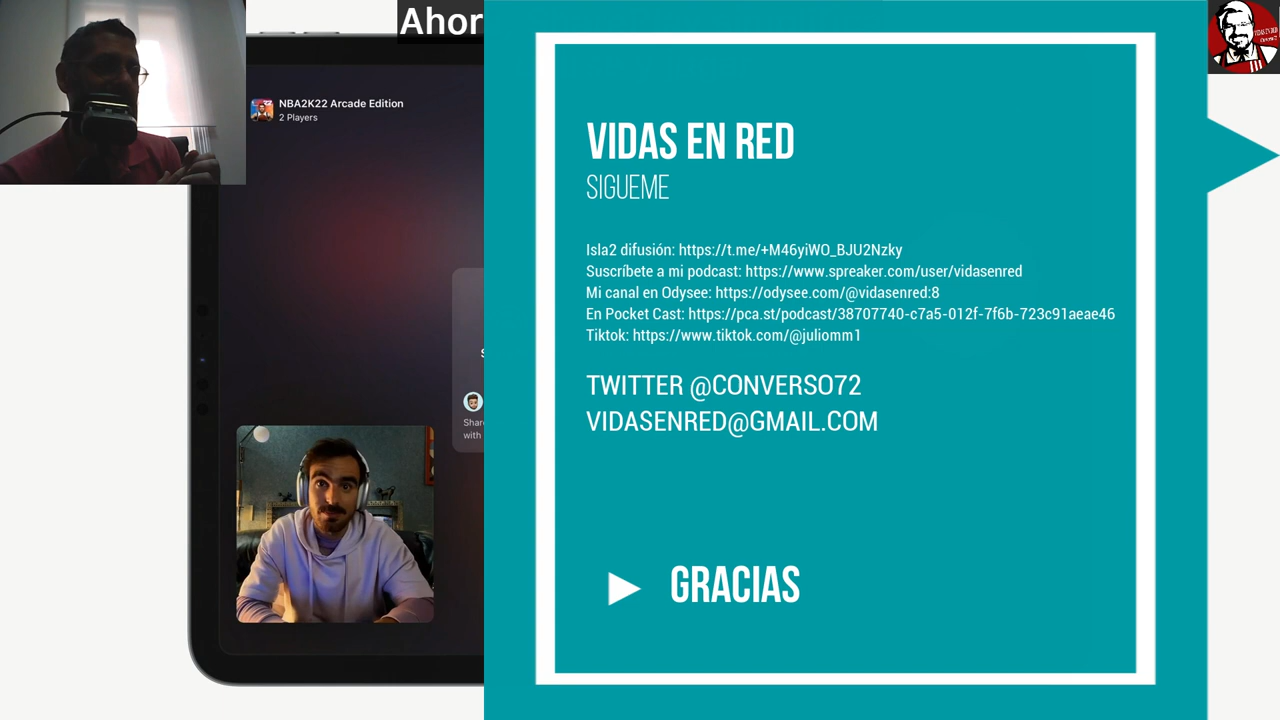 Ahor
NBA2K22 Arcade Edition
2 Players
Shar
with
VIDAS EN RED
SIGUEME
Isla2 difusión: https://t.me/+M46yiWO_BJU2Nzky
Suscríbete a mi podcast: https://www.spreaker.com/user/vidasenred
Mi canal en Odysee: https://odysee.com/@vidasenred:8
En Pocket Cast: https://pca.st/podcast/38707740-c7a5-012f-7f6b-723c91aeae46
Tiktok: https://www.tiktok.com/@juliomm1
TWITTER @CONVERSO72
VIDASENRED@GMAIL.COM
GRACIAS